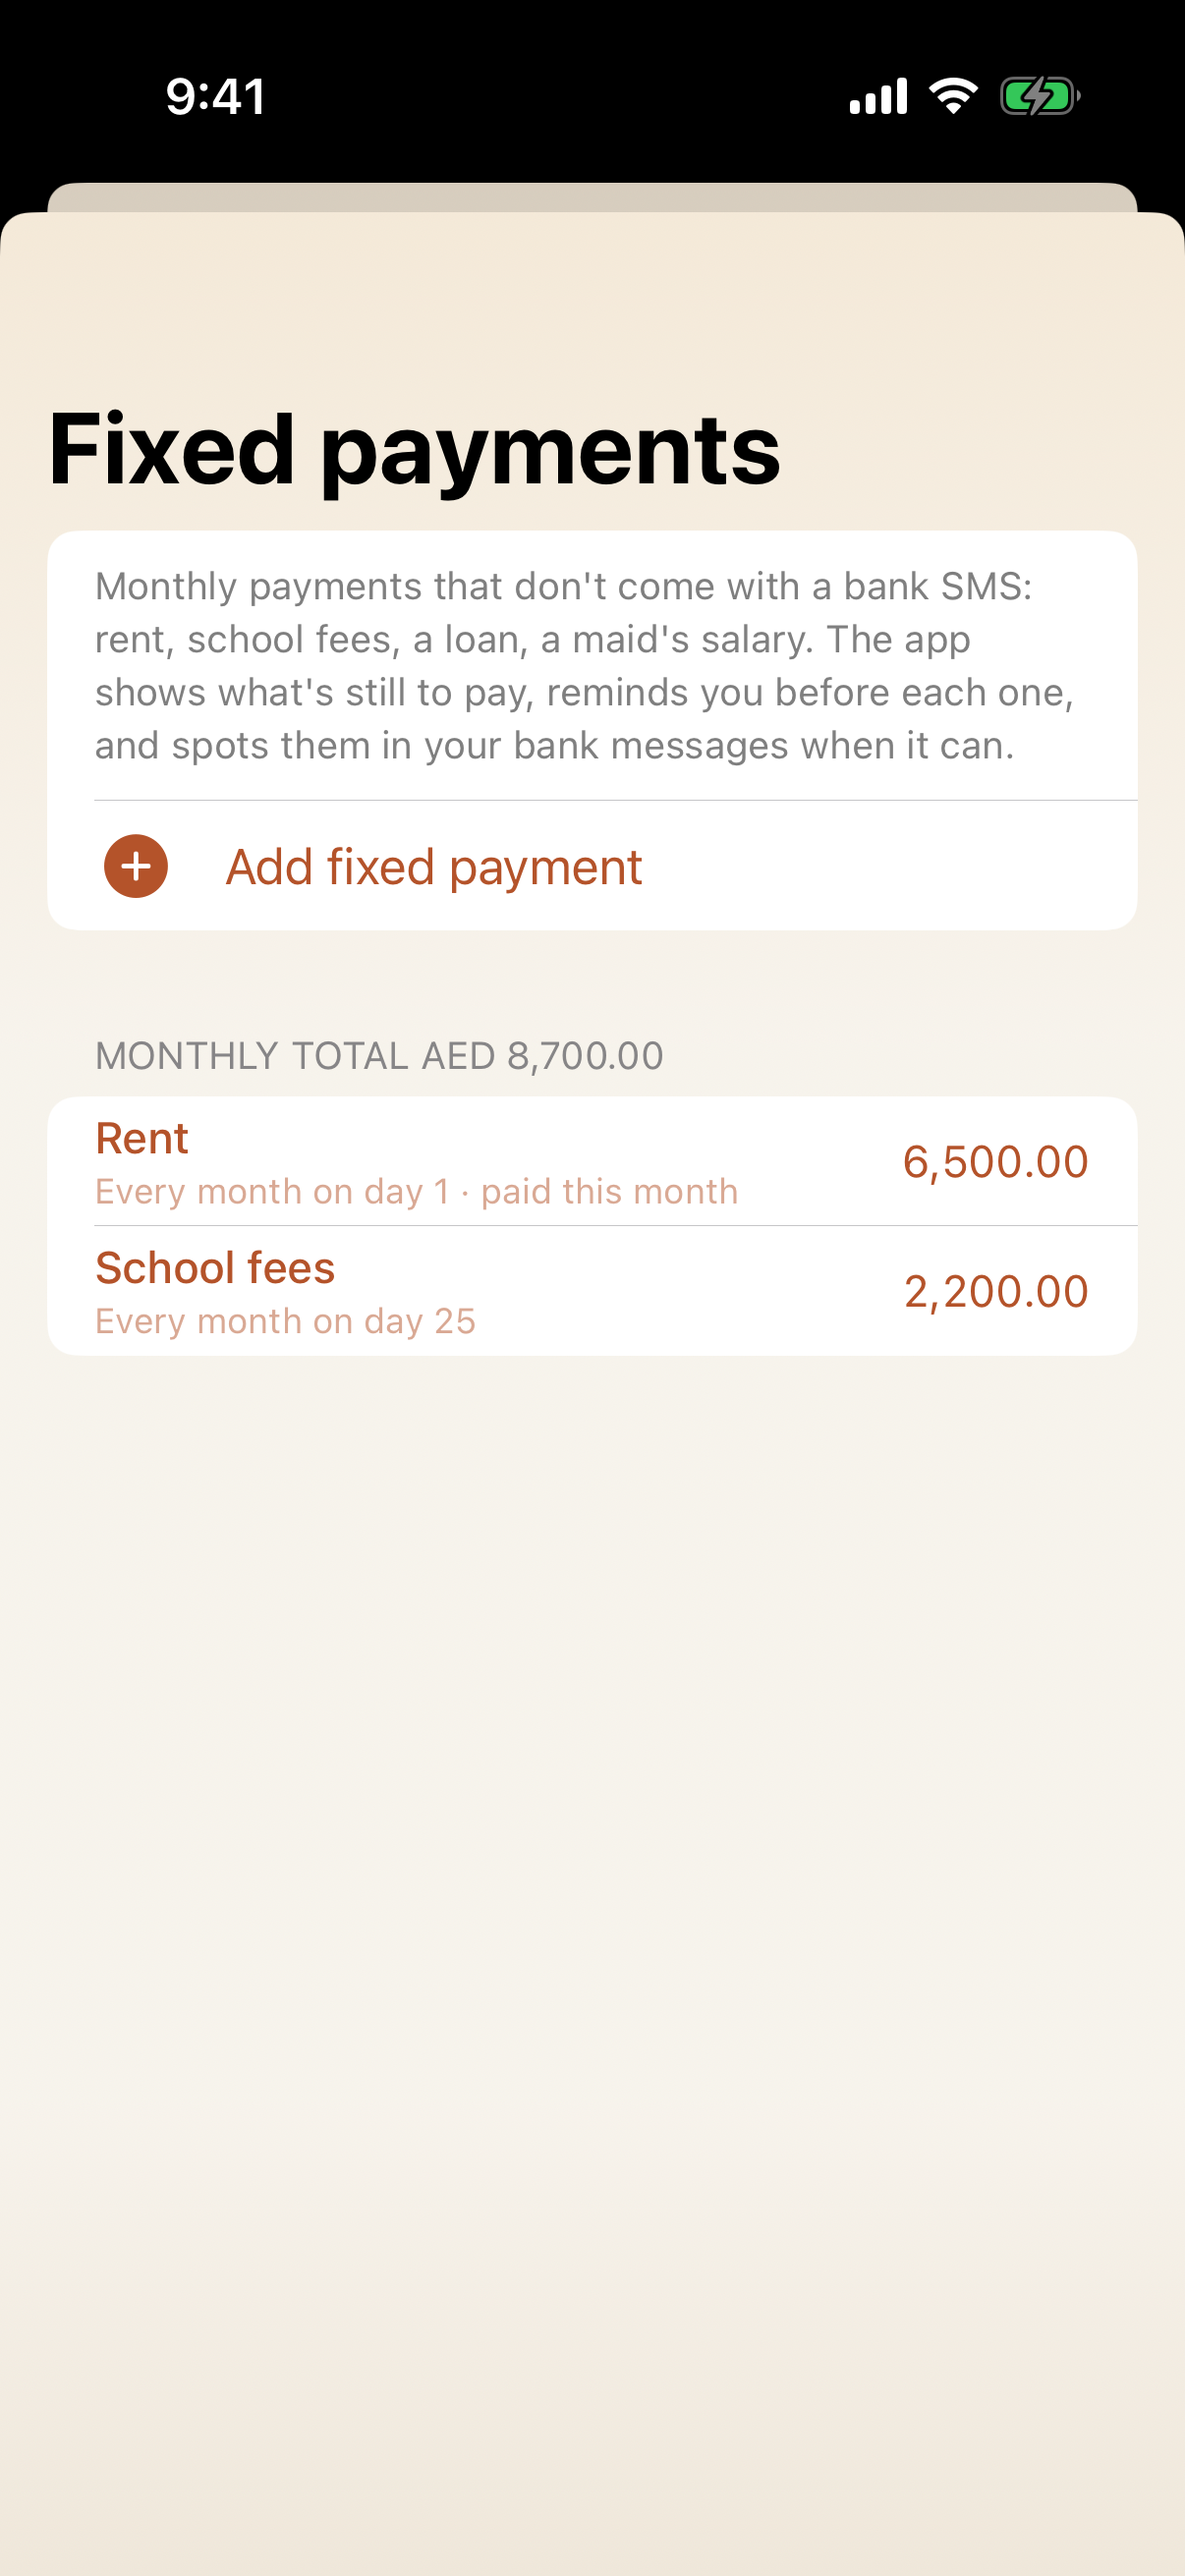 9:41
Fixed payments
Monthly payments that don't come with a bank SMS:
rent, school fees, a loan, a maid's salary. The app
shows what's still to pay, reminds you before each one,
and spots them in your bank messages when it can.
Add fixed payment
MONTHLY TOTAL AED 8,700.00
Rent
6,500.00
Every month on day 1 · paid this month
School fees
2,200.00
Every month on day 25